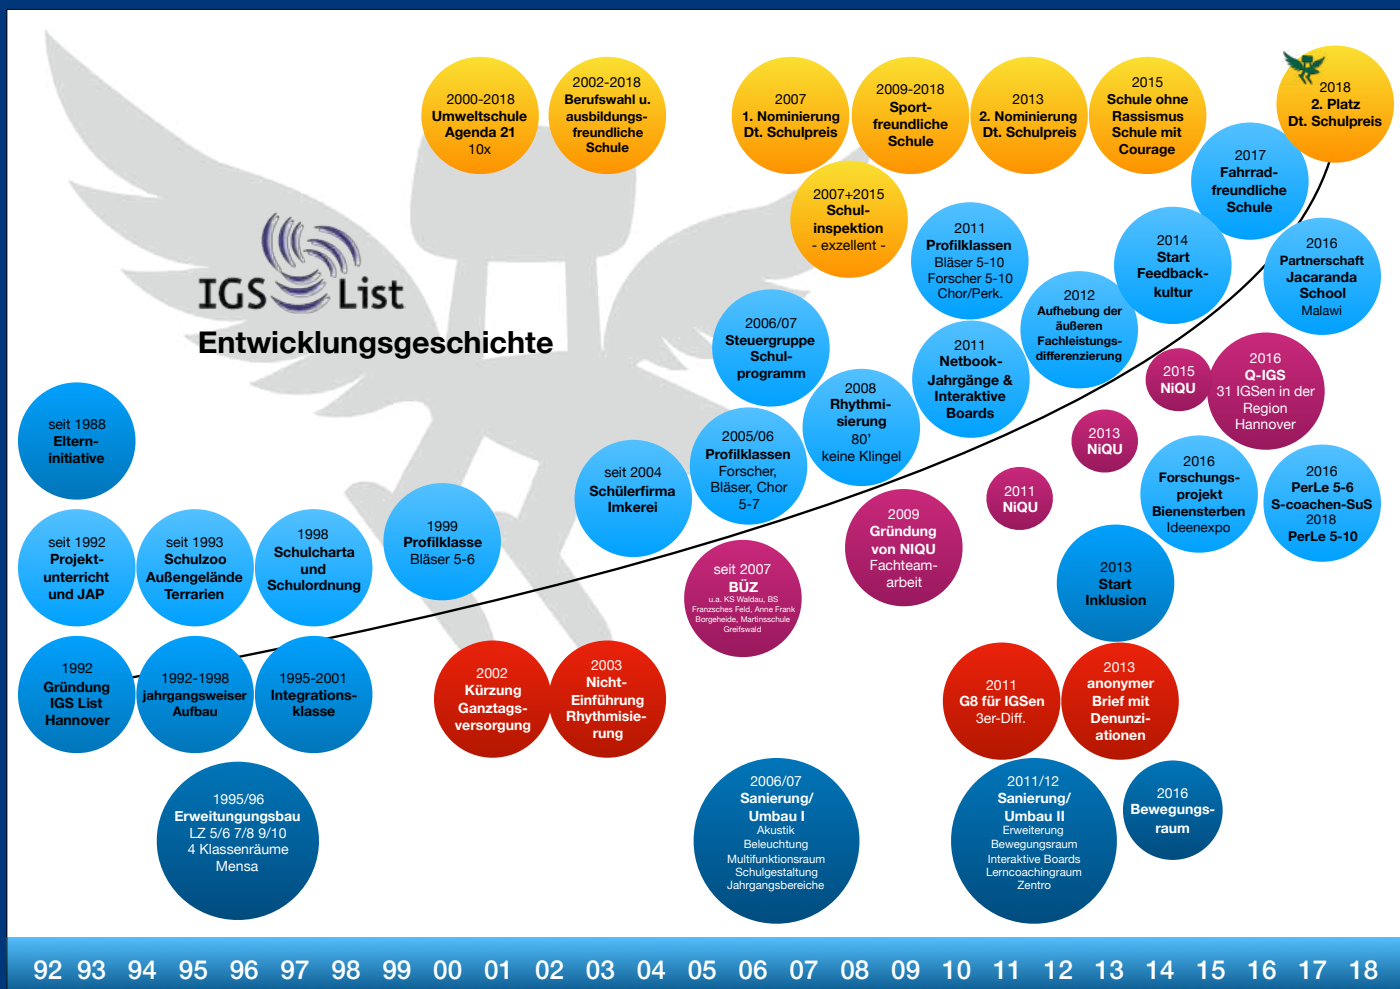 IGS List
Entwicklungsgeschichte
2000-2018
Umweltschule
Agenda 21
10x
2002-2018
Berufswahl u.
ausbildungs-
freundliche
Schule
2007
1. Nominierung
Dt. Schulpreis
2009-2018
Sport-
freundliche
Schule
2013
2. Nominierung
Dt. Schulpreis
2015
Schule ohne
Rassismus
Schule mit
Courage
2018
2. Platz
Dt. Schulpreis
2007+2015
Schul-
inspektion
- exzellent -
2017
Fahrrad-
freundliche
Schule
2011
Profilklassen
Bläser 5-10
Forscher 5-10
Chor/Perk.
2014
Start
Feedback-
kultur
2016
Partnerschaft
Jacaranda
School
Malawi
2012
Aufhebung der
äußeren
Fachleistungs-
differenzierung
2006/07
Steuergruppe
Schul-
programm
2011
Netbook-
Jahrgänge &
Interaktive
Boards
2008
Rhythmi-
sierung
80'
keine Klingel
2015
NiQU
2016
Q-IGS
31 IGSen in der
Region
Hannover
seit 1988
Eltern-
initiative
2005/06
Profilklassen
Forscher,
Bläser, Chor
5-7
2013
NiQU
seit 2004
Schülerfirma
Imkerei
2011
NiQU
2016
Forschungs-
projekt
Bienensterben
Ideenexpo
2016
PerLe 5-6
S-coachen-SuS
2018
PerLe 5-10
seit 1992
Projekt-
unterricht
und JAP
seit 1993
Schulzoo
Außengelände
Terrarien
1998
Schulcharta
und
Schulordnung
1999
Profilklasse
Bläser 5-6
2009
Gründung
von NIQU
Fachteam-
arbeit
seit 2007
BÜZ
u.a. KS Waldau, BS
Franzsches Feld, Anne Frank
Borgeheide, Martinsschule
Greifswald
2013
Start
Inklusion
1992
Gründung
IGS List
Hannover
1992-1998
jahrgangsweiser
Aufbau
1995-2001
Integrations-
klasse
2002
Kürzung
Ganztags-
versorgung
2003
Nicht-
Einführung
Rhythmisie-
rung
2011
G8 für IGSen
3er-Diff.
2013
anonymer
Brief mit
Denunzi-
ationen
1995/96
Erweitungungsbau
LZ 5/6 7/8 9/10
4 Klassenräume
Mensa
2006/07
Sanierung/
Umbau I
Akustik
Beleuchtung
Multifunktionsraum
Schulgestaltung
Jahrgangsbereiche
2011/12
Sanierung/
Umbau II
Erweiterung
Bewegungsraum
Interaktive Boards
Lerncoachingraum
Zentro
2016
Bewegungs-
raum
92 93 94 95 96 97 98 99 00 01 02 03 04 05 06 07 08 09 10 11 12 13 14 15 16 17 18